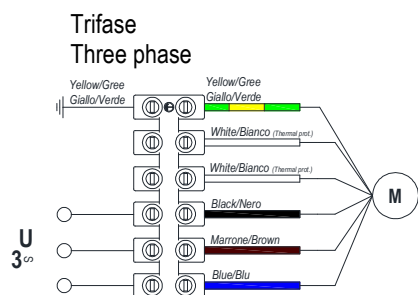 Trifase
Three phase
Yellow/Gree
Giallo/Verde
Yellow/Gree
Giallo/Verde
White/Bianco (Thermal prot.)
White/Bianco (Thermal prot.)
Black/Nero
M
U
3~
Marrone/Brown
Blue/Blu